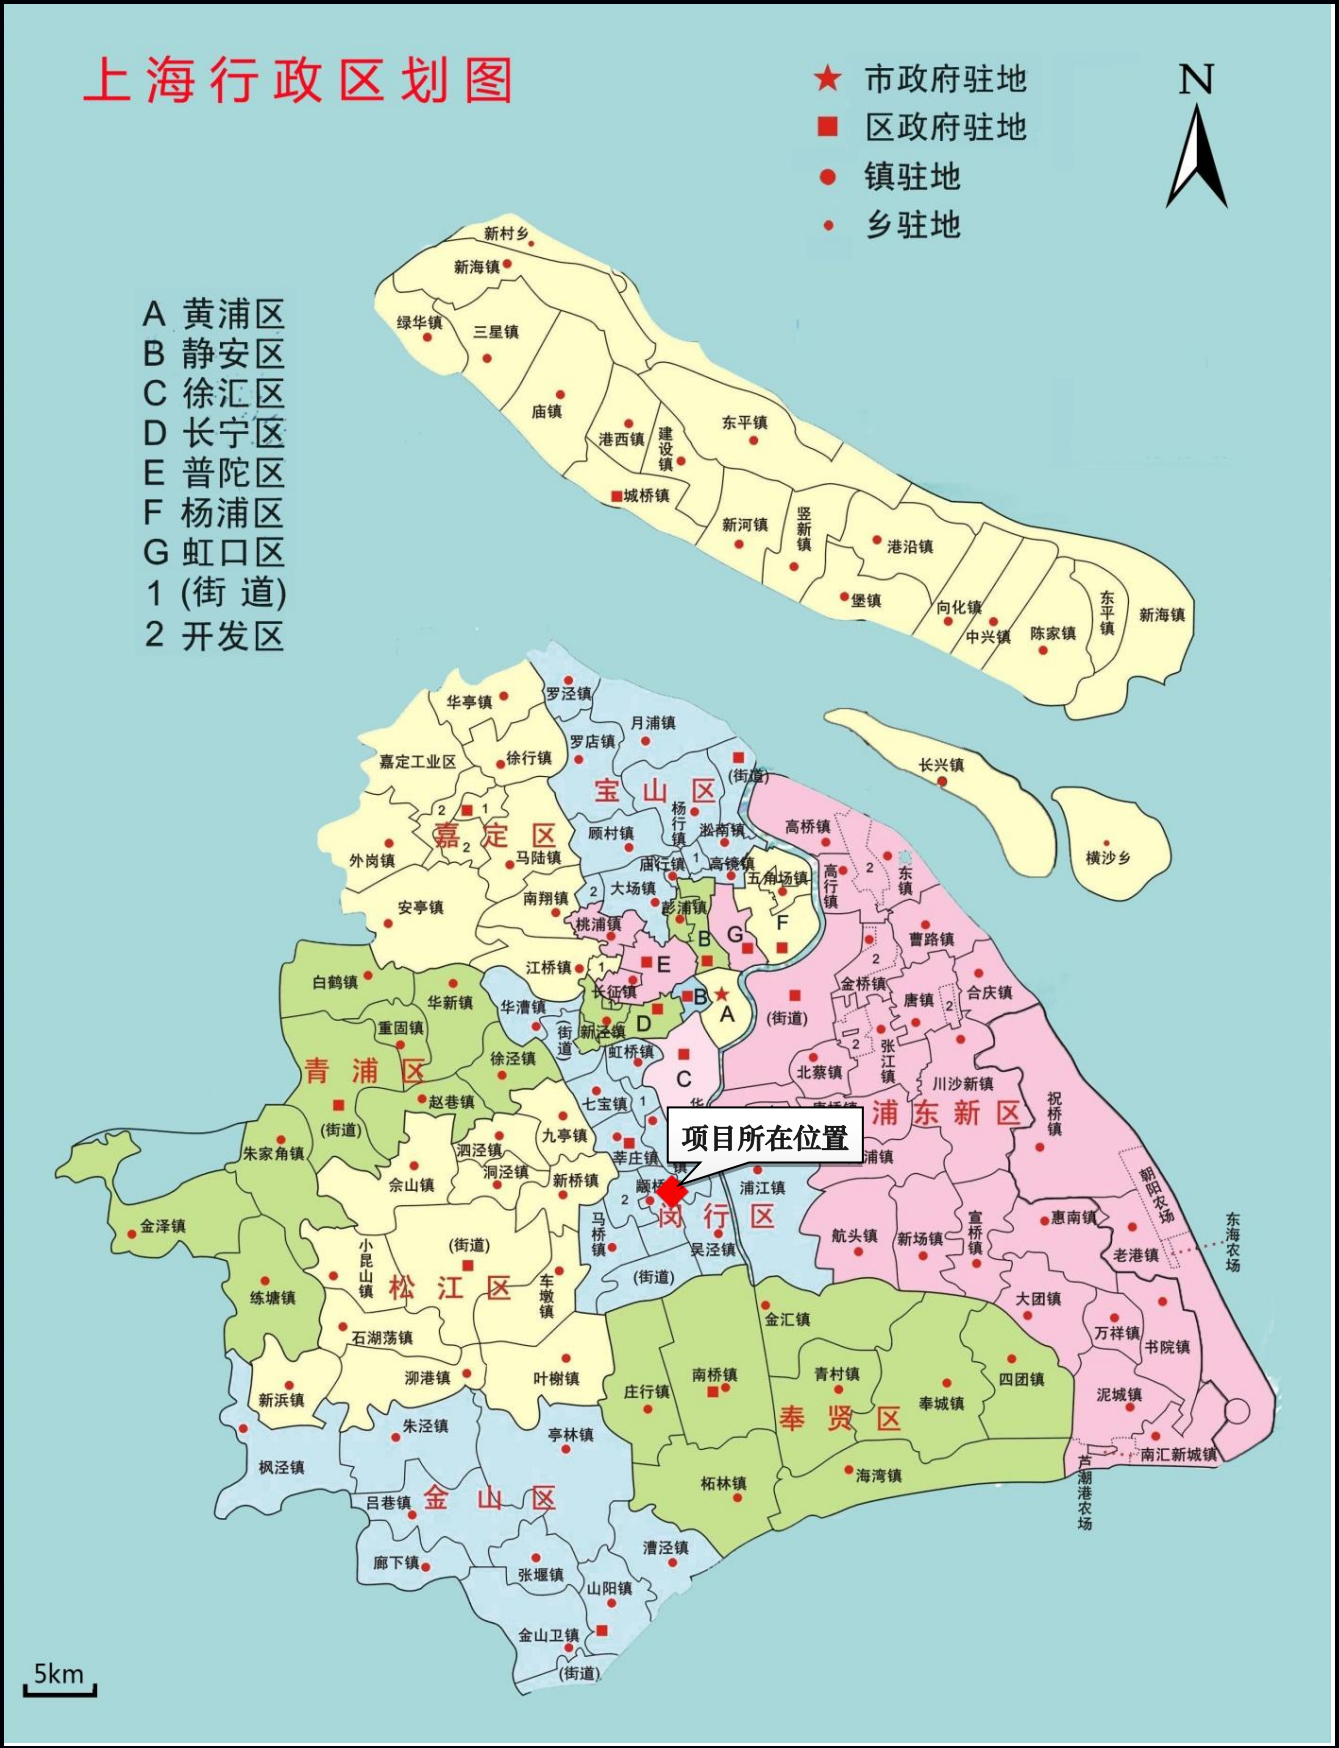 上海行政区划图
市政府驻地
区政府驻地
镇驻地
乡驻地
N
A 黄浦区
B 静安区
C 徐汇区
D 长宁区
E 普陀区
F 杨浦区
G 虹口区
1 (街 道)
2 开发区
新村乡
新海镇
绿华镇
三星镇
庙镇
港西镇
建设镇
东平镇
城桥镇
新河镇
竖新镇
港沿镇
堡镇
向化镇
中兴镇
陈家镇
东平镇
新海镇
长兴镇
横沙乡
罗泾镇
月浦镇
罗店镇
(街道)
宝山区
杨行镇
顾村镇
淞南镇
庙行镇
1
高镜镇
大场镇
2
华亭镇
嘉定工业区
徐行镇
2
1
嘉定区
2
外岗镇
马陆镇
安亭镇
南翔镇
江桥镇
1
桃浦镇
彭浦镇
五角场镇
B
G
F
E
长征镇
B
A
1
新泾镇
D
C
高桥镇
高行镇
2
东镇
曹路镇
2
金桥镇
唐镇
2
合庆镇
(街道)
2
张江镇
北蔡镇
川沙新镇
浦东新区
祝桥镇
朝阳农场
东海农场
惠南镇
老港镇
宣桥镇
新场镇
航头镇
大团镇
万祥镇
书院镇
泥城镇
南汇新城镇
芦潮港农场
白鹤镇
华新镇
重固镇
青浦区
徐泾镇
赵巷镇
(街道)
朱家角镇
金泽镇
练塘镇
华漕镇
(街道)
虹桥镇
七宝镇
1
莘庄镇
项目所在位置
浦镇
颛桥
2
闵行区
浦江镇
马桥镇
吴泾镇
(街道)
九亭镇
泗泾镇
洞泾镇
佘山镇
新桥镇
小昆山镇
(街道)
松江区
车墩镇
石湖荡镇
泖港镇
叶榭镇
新浜镇
金汇镇
南桥镇
庄行镇
青村镇
奉城镇
四团镇
奉贤区
柘林镇
海湾镇
朱泾镇
亭林镇
枫泾镇
吕巷镇
金山区
廊下镇
张堰镇
漕泾镇
山阳镇
金山卫镇
(街道)
5km